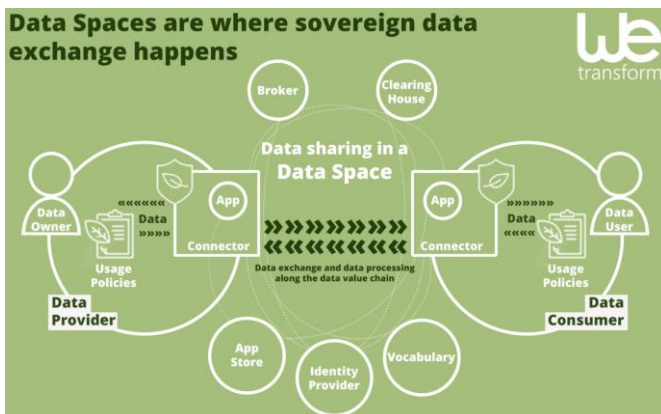 Data Spaces are where sovereign data
exchange happens
we
transform
Broker
Clearing
House
Data sharing in a
Data Space
App
App
Data
Owner
Data
Data
Data
User
Usage
Policies
Connector
Connector
Usage
Policies
Data exchange and data processing
along the data value chain
Data
Provider
Data
Consumer
App
Store
Identity
Provider
Vocabulary